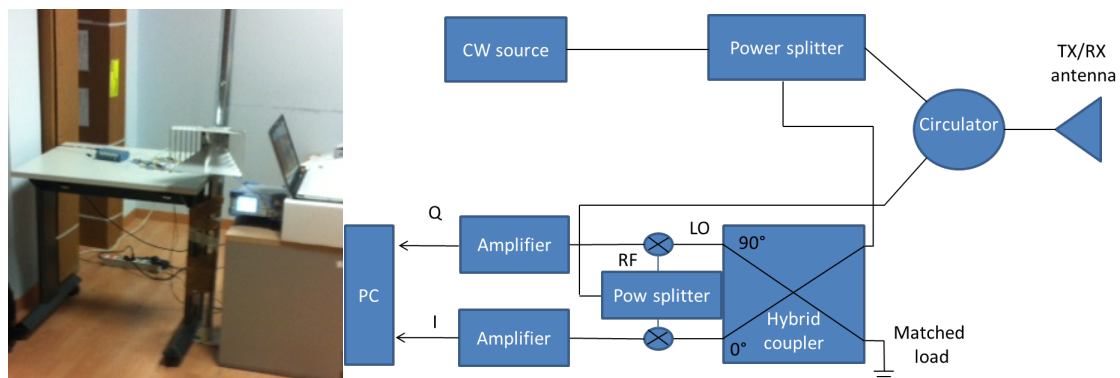 CW source
Power splitter
TX/RX
antenna
Circulator
Q
Amplifier
LO
90°
RF
PC
Pow splitter
I
Amplifier
0°
Hybrid
coupler
Matched
load